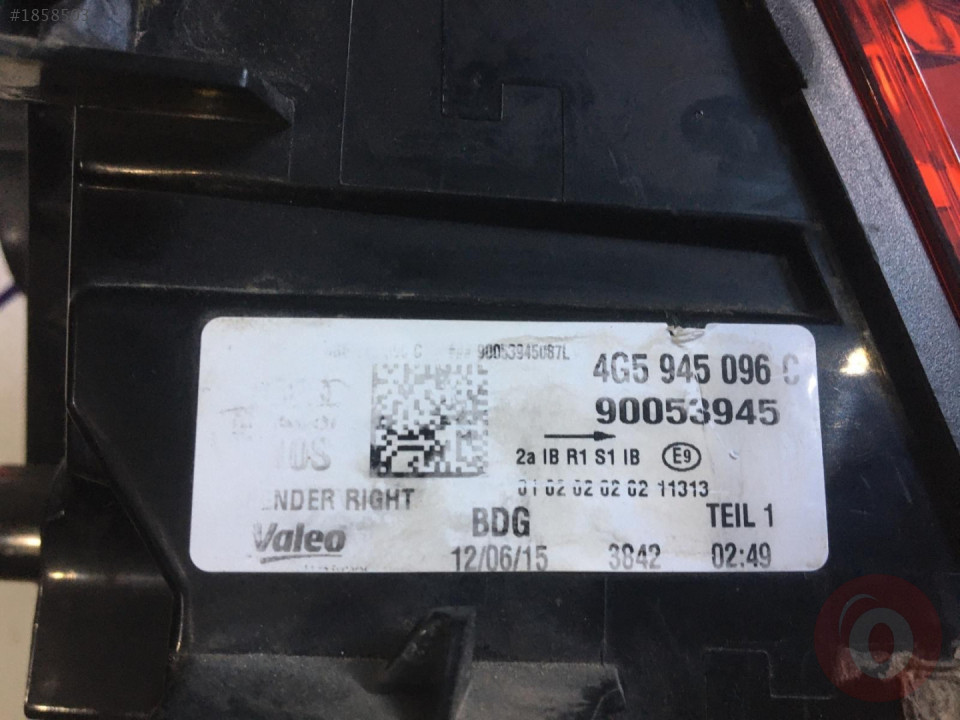 90053945087L
4G5 945 096 C
90053945
2a IB R1 S1 IB E9
01 02 02 02 02 11313
RIGHT
Valeo
BDG
TEIL 1
12/06/15 3842 02:49